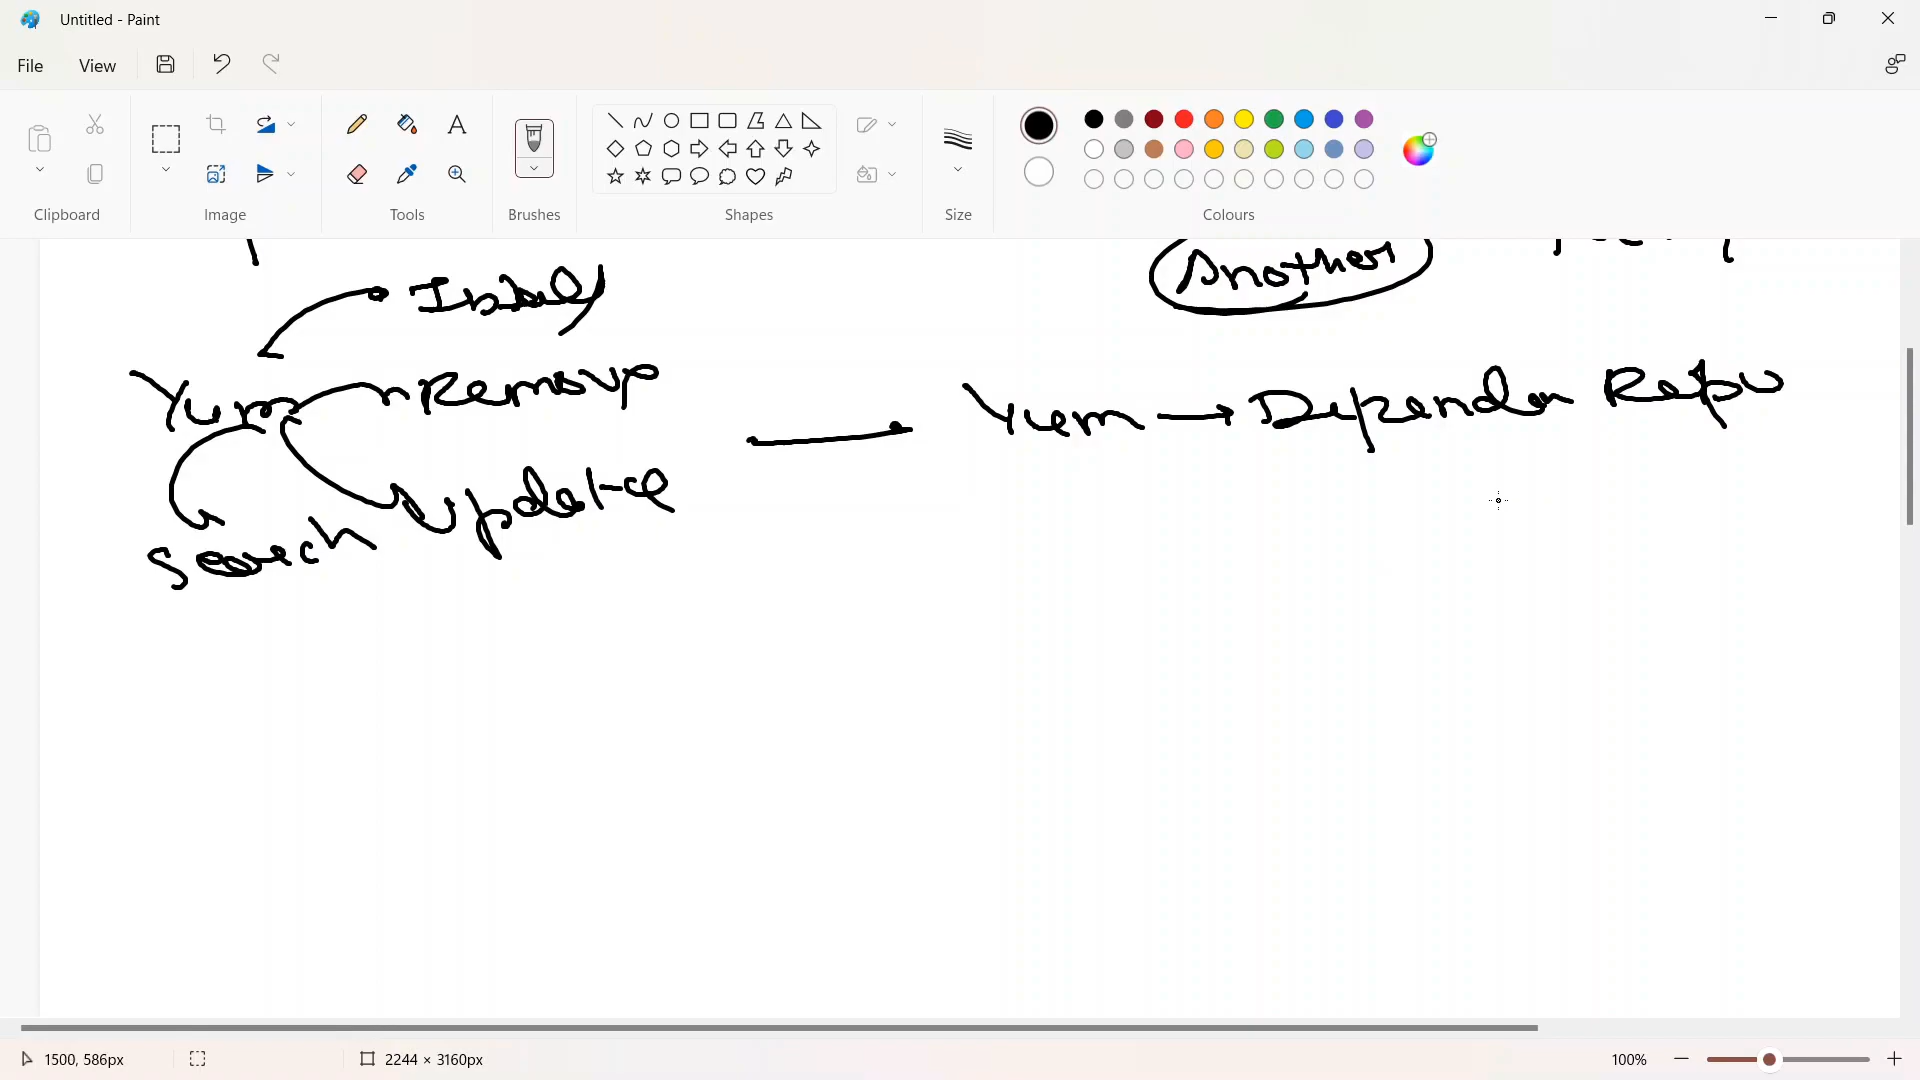 Untitled - Paint
File View
Clipboard Image Tools Brushes Shapes Size Colours
Another
Install
Yum Remove
Yum → Dependen Repo
Update
Search
1500, 586px 2244 × 3160px 100%